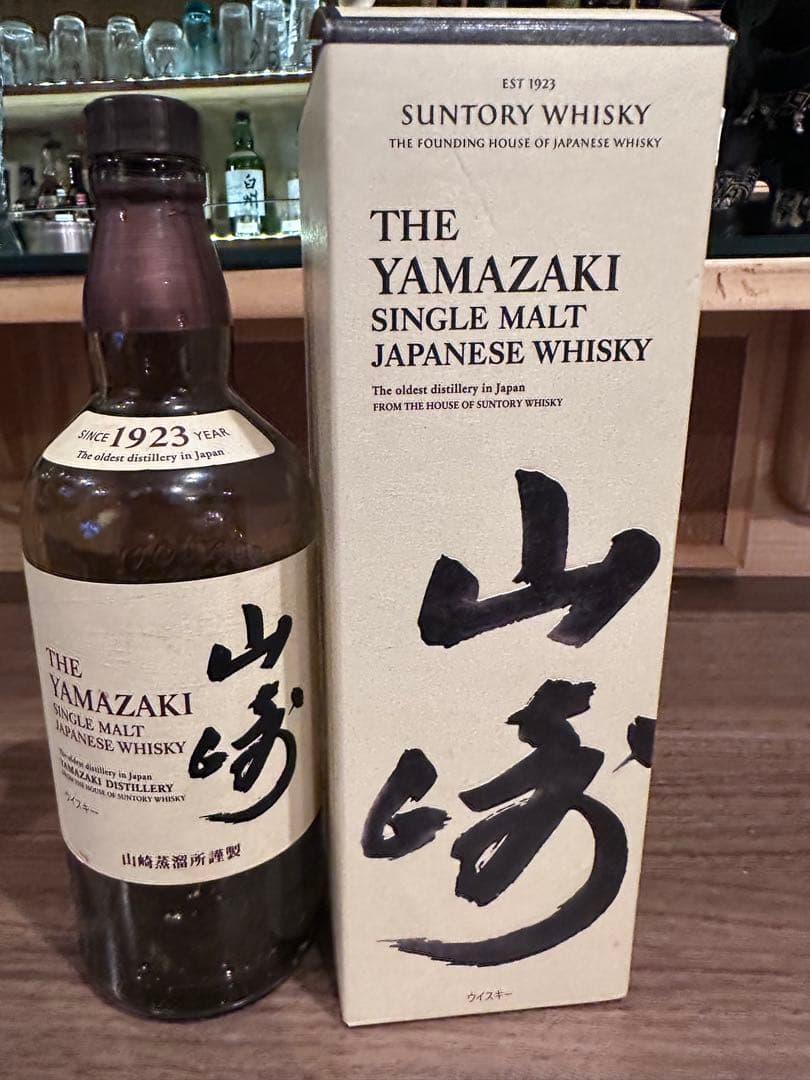 EST 1923
SUNTORY WHISKY
THE FOUNDING HOUSE OF JAPANESE WHISKY
THE
YAMAZAKI
SINGLE MALT
JAPANESE WHISKY
The oldest distillery in Japan
FROM THE HOUSE OF SUNTORY WHISKY
山
崎
ウイスキー
SINCE 1923 YEAR
The oldest distillery in Japan
THE
YAMAZAKI
SINGLE MALT
JAPANESE WHISKY
The oldest distillery in Japan
YAMAZAKI DISTILLERY
FROM THE HOUSE OF SUNTORY WHISKY
ウイスキー
山
崎
山崎蒸溜所謹製
白州